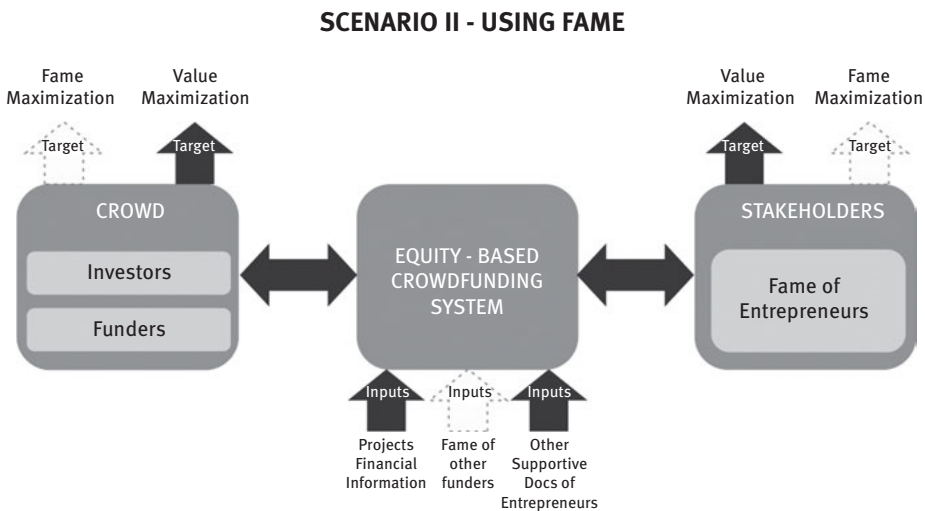 SCENARIO II - USING FAME
Fame
Maximization
Value
Maximization
Value
Maximization
Fame
Maximization
Target
Target
Target
Target
CROWD
Investors
Funders
EQUITY - BASED
CROWDFUNDING
SYSTEM
STAKEHOLDERS
Fame of
Entrepreneurs
Inputs
Inputs
Inputs
Projects
Financial
Information
Fame of
other
funders
Other
Supportive
Docs of
Entrepreneurs